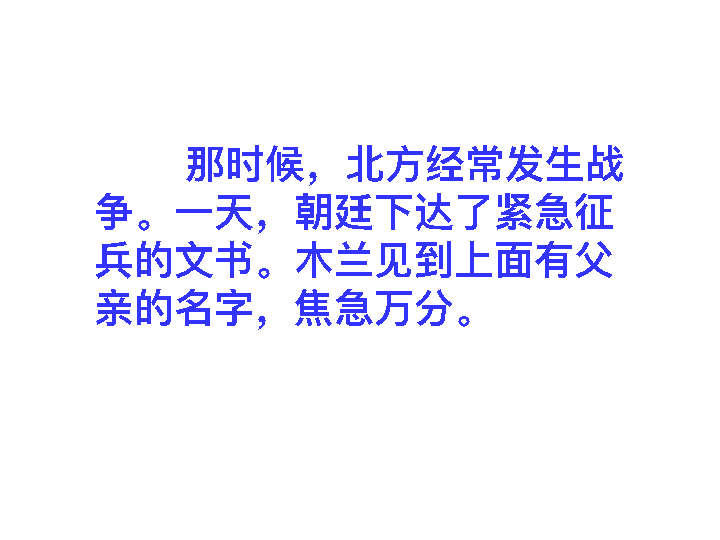 那时候，北方经常发生战
争。一天，朝廷下达了紧急征
兵的文书。木兰见到上面有父
亲的名字，焦急万分。